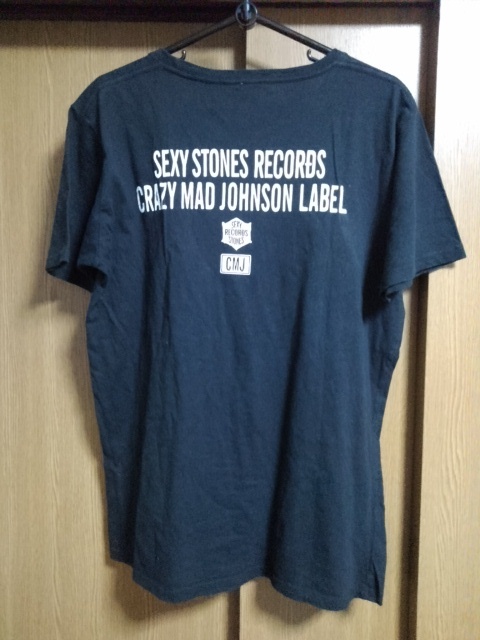 SEXY STONES RECORDS
CRAZY MAD JOHNSON LABEL
SEXY
RECORDS
STONES
CMJ